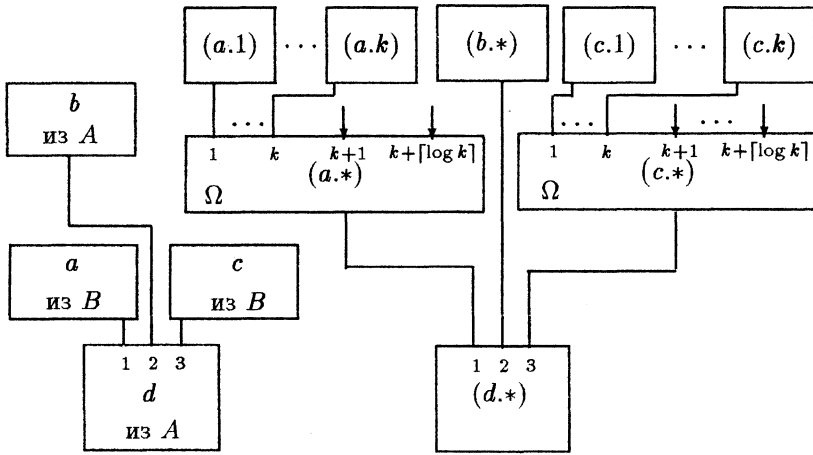 (a.1) ··· (a.k) (b.*) (c.1) ··· (c.k)
b
из A
··· ··· ···
1 k k+1 k+⌈log k⌉ 1 k k+1 k+⌈log k⌉
(a.*) (c.*)
Ω Ω
a c
из B из B
1 2 3 1 2 3
d (d.*)
из A